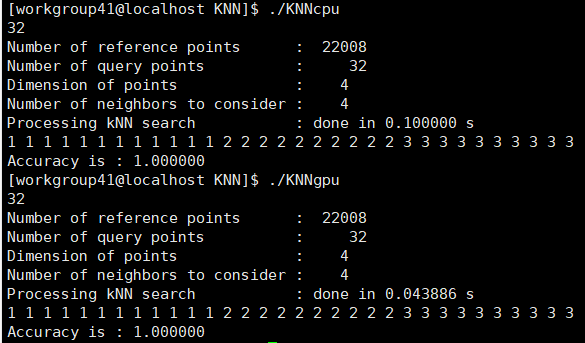 [workgroup41@localhost KNN]$ ./KNNcpu
32
Number of reference points      :  22008
Number of query points          :     32
Dimension of points             :    4
Number of neighbors to consider :    4
Processing kNN search           : done in 0.100000 s
1 1 1 1 1 1 1 1 1 1 1 1 2 2 2 2 2 2 2 2 2 2 3 3 3 3 3 3 3 3 3 3
Accuracy is : 1.000000
[workgroup41@localhost KNN]$ ./KNNgpu
32
Number of reference points      :  22008
Number of query points          :     32
Dimension of points             :    4
Number of neighbors to consider :    4
Processing kNN search           : done in 0.043886 s
1 1 1 1 1 1 1 1 1 1 1 1 2 2 2 2 2 2 2 2 2 2 3 3 3 3 3 3 3 3 3 3
Accuracy is : 1.000000